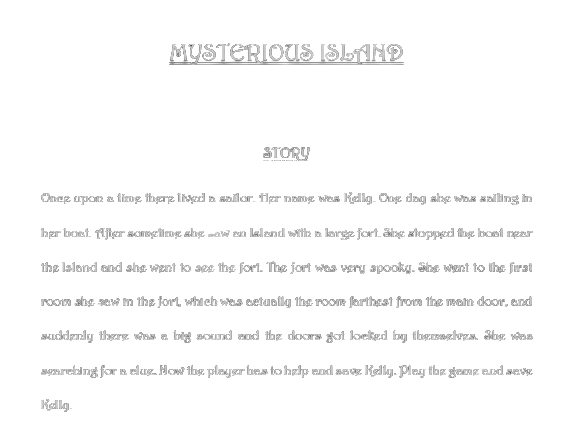 MYSTERIOUS ISLAND
STORY
Once upon a time there lived a sailor. Her name was Kelly. One day she was sailing in
her boat. After sometime she saw an Island with a large fort. She stopped the boat near
the Island and she went to see the fort. The fort was very spooky. She went to the first
room she saw in the fort, which was actually the room farthest from the main door, and
suddenly there was a big sound and the doors got locked by themselves. She was
searching for a clue. Now the player has to help and save Kelly. Play the game and save
Kelly.